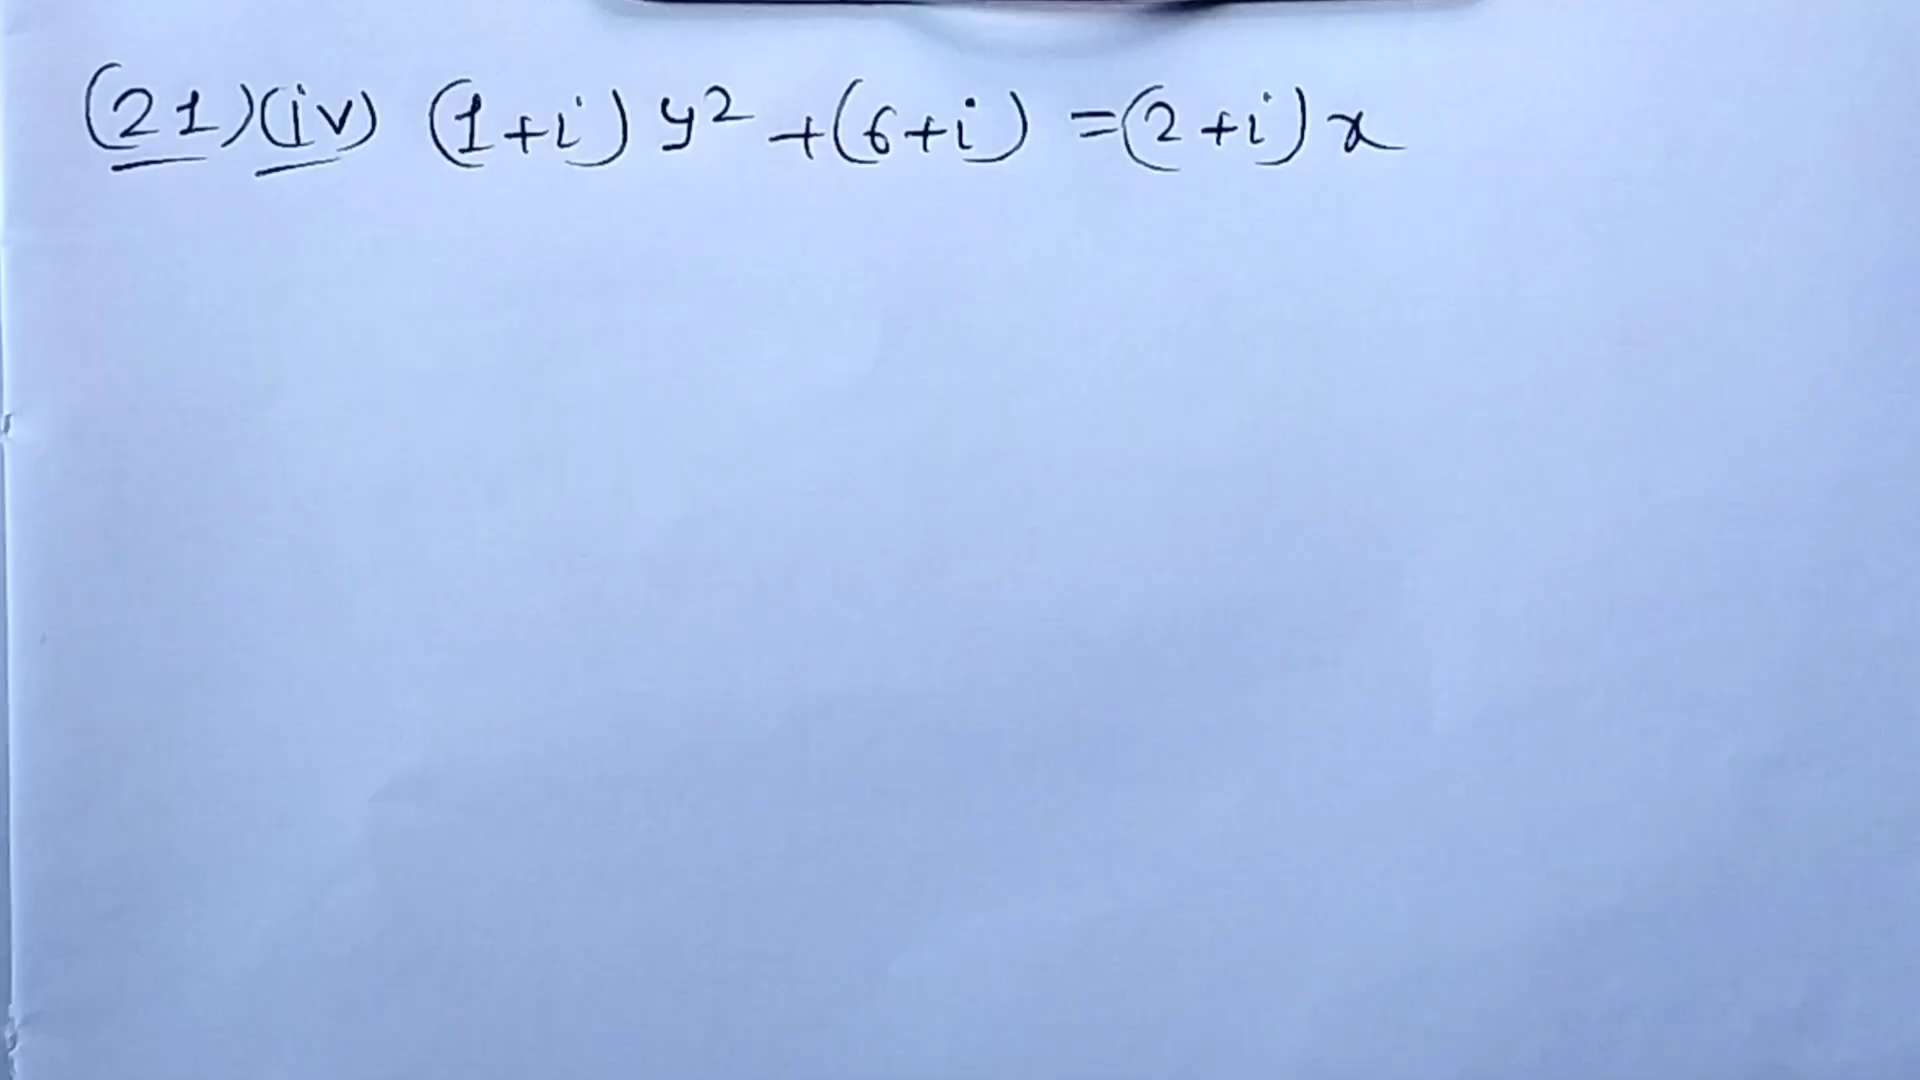 (21)(iv) (1+i) y² + (6+i) = (2+i) x